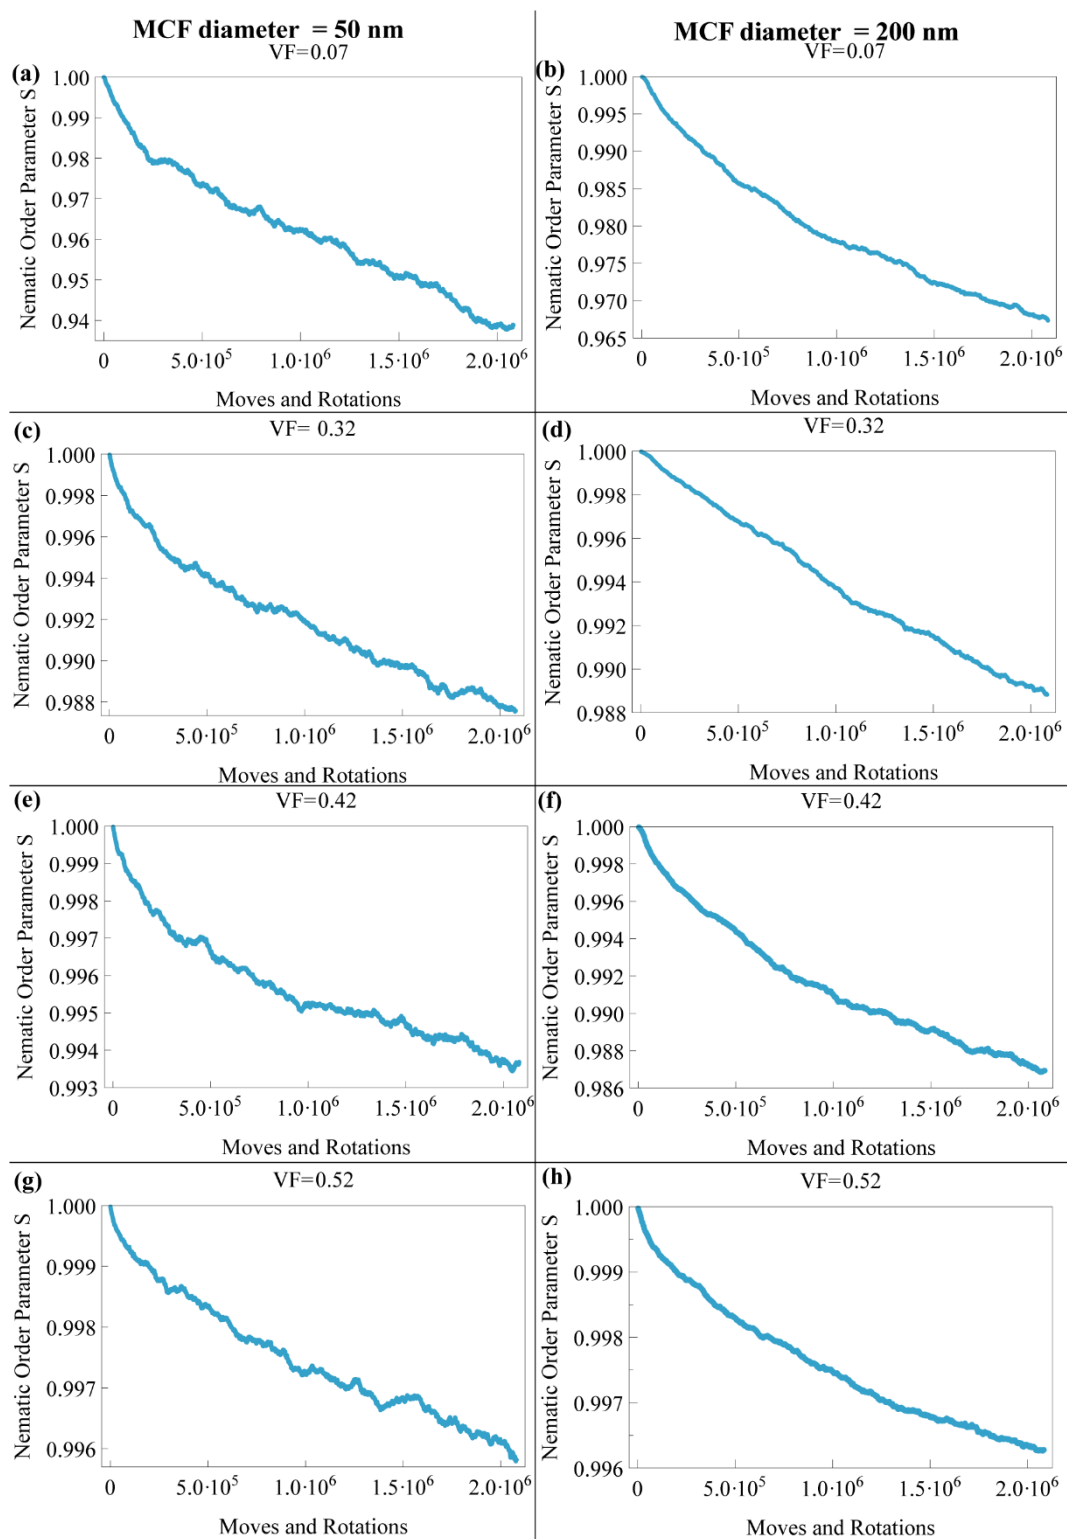 MCF diameter = 50 nm
MCF diameter = 200 nm
VF=0.07
(a)
Nematic Order Parameter S
1.00
0.99
0.98
0.97
0.96
0.95
0.94
0 5.0·10⁵ 1.0·10⁶ 1.5·10⁶ 2.0·10⁶
Moves and Rotations
VF=0.07
(b)
Nematic Order Parameter S
1.000
0.995
0.990
0.985
0.980
0.975
0.970
0.965
0 5.0·10⁵ 1.0·10⁶ 1.5·10⁶ 2.0·10⁶
Moves and Rotations
(c)
VF= 0.32
Nematic Order Parameter S
1.000
0.998
0.996
0.994
0.992
0.990
0.988
0 5.0·10⁵ 1.0·10⁶ 1.5·10⁶ 2.0·10⁶
Moves and Rotations
(d)
VF=0.32
Nematic Order Parameter S
1.000
0.998
0.996
0.994
0.992
0.990
0.988
0 5.0·10⁵ 1.0·10⁶ 1.5·10⁶ 2.0·10⁶
Moves and Rotations
(e)
VF=0.42
Nematic Order Parameter S
1.000
0.999
0.998
0.997
0.996
0.995
0.994
0.993
0 5.0·10⁵ 1.0·10⁶ 1.5·10⁶ 2.0·10⁶
Moves and Rotations
(f)
VF=0.42
Nematic Order Parameter S
1.000
0.998
0.996
0.994
0.992
0.990
0.988
0.986
0 5.0·10⁵ 1.0·10⁶ 1.5·10⁶ 2.0·10⁶
Moves and Rotations
(g)
VF=0.52
Nematic Order Parameter S
1.000
0.999
0.998
0.997
0.996
0 5.0·10⁵ 1.0·10⁶ 1.5·10⁶ 2.0·10⁶
Moves and Rotations
(h)
VF=0.52
Nematic Order Parameter S
1.000
0.999
0.998
0.997
0.996
0 5.0·10⁵ 1.0·10⁶ 1.5·10⁶ 2.0·10⁶
Moves and Rotations